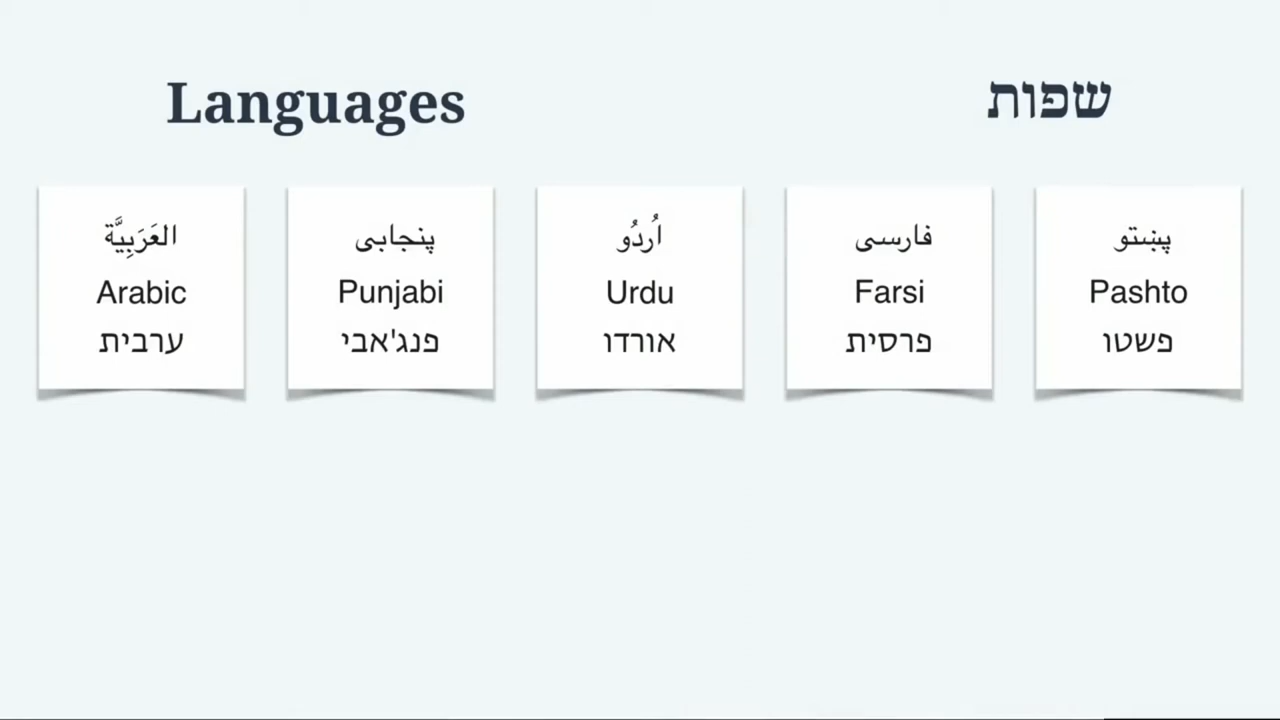 Languages
שפות
العَرَبِيَّة
Arabic
ערבית
پنجابی
Punjabi
פנג'אבי
اُردُو
Urdu
אורדו
فارسی
Farsi
פרסית
پښتو
Pashto
פשטו